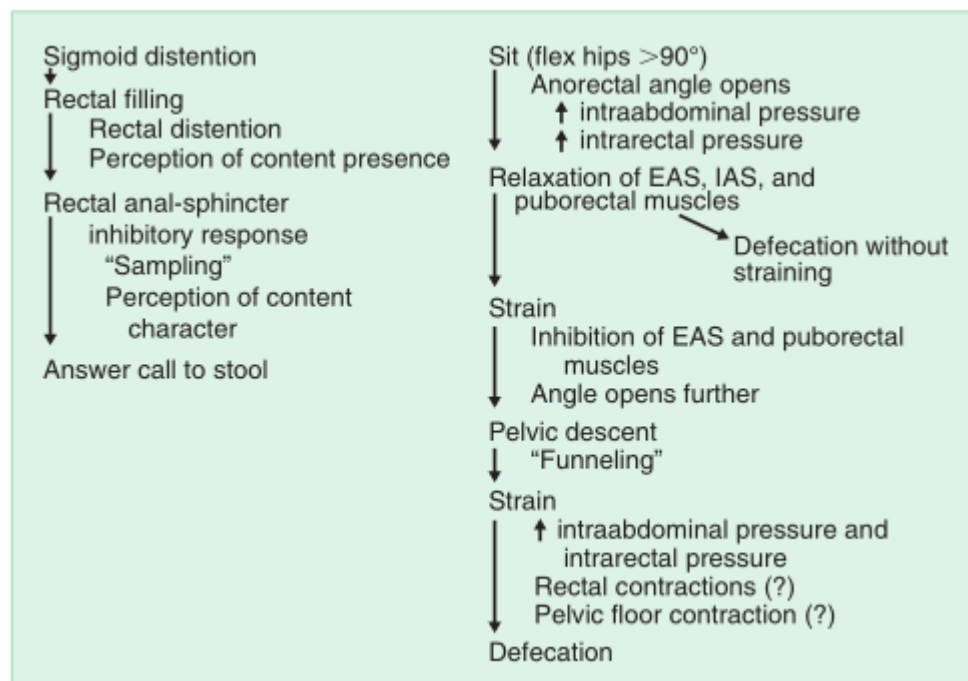 Sigmoid distention
Rectal filling
Rectal distention
Perception of content presence
Rectal anal-sphincter
inhibitory response
“Sampling”
Perception of content
character
Answer call to stool
Sit (flex hips >90°)
Anorectal angle opens
↑ intraabdominal pressure
↑ intrarectal pressure
Relaxation of EAS, IAS, and
puborectal muscles
Defecation without
straining
Strain
Inhibition of EAS and puborectal
muscles
Angle opens further
Pelvic descent
“Funneling”
Strain
↑ intraabdominal pressure and
intrarectal pressure
Rectal contractions (?)
Pelvic floor contraction (?)
Defecation